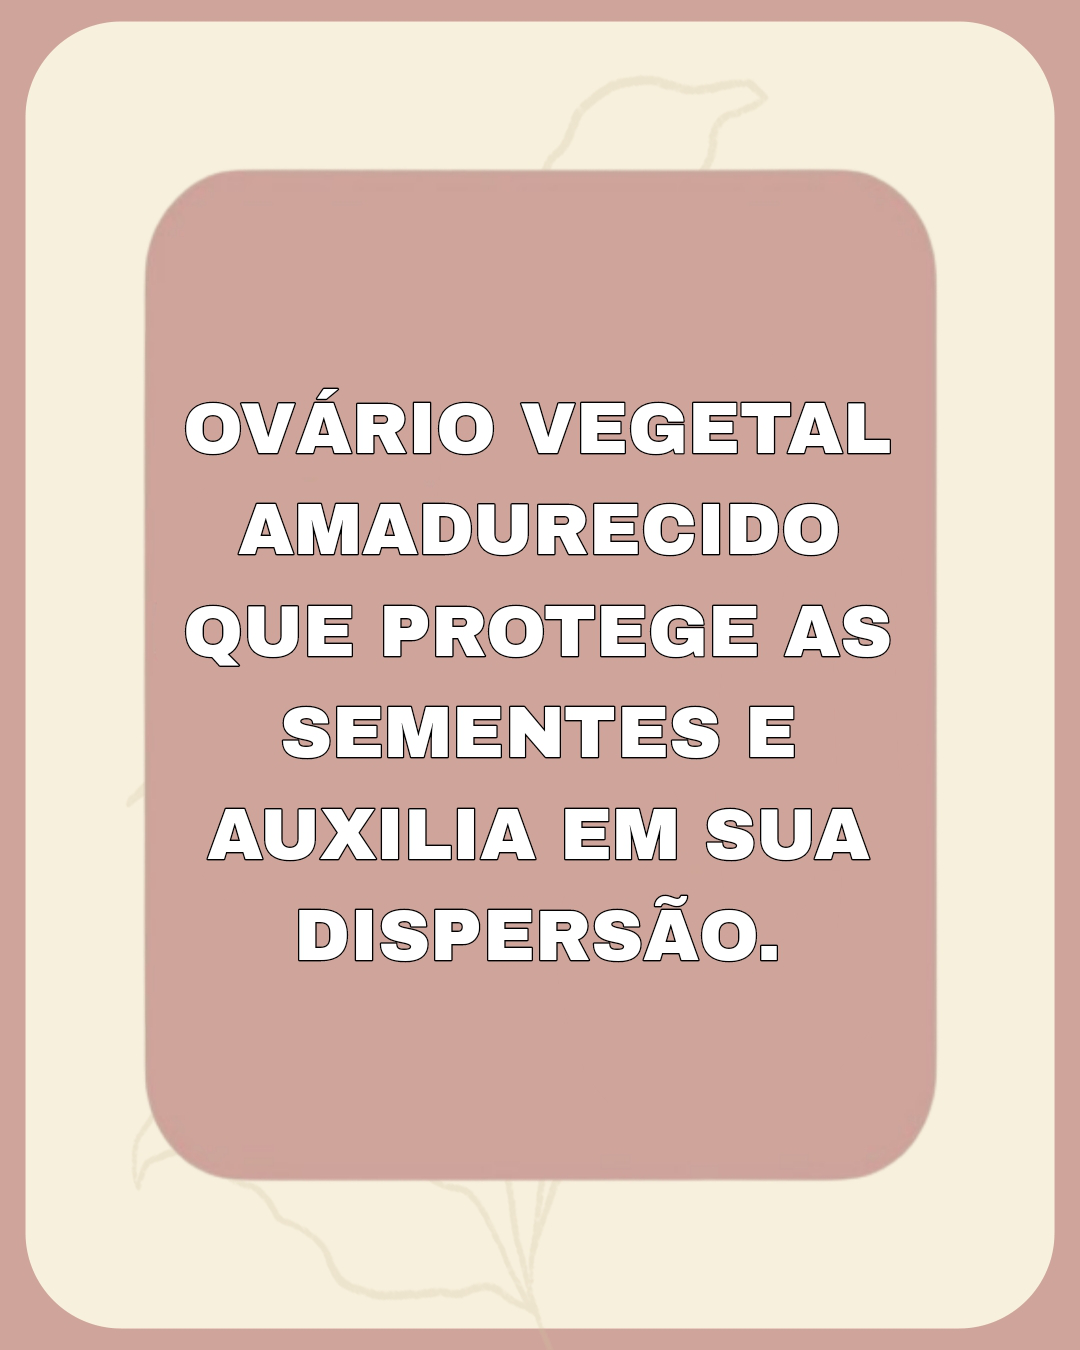 OVÁRIO VEGETAL
AMADURECIDO
QUE PROTEGE AS
SEMENTES E
AUXILIA EM SUA
DISPERSÃO.